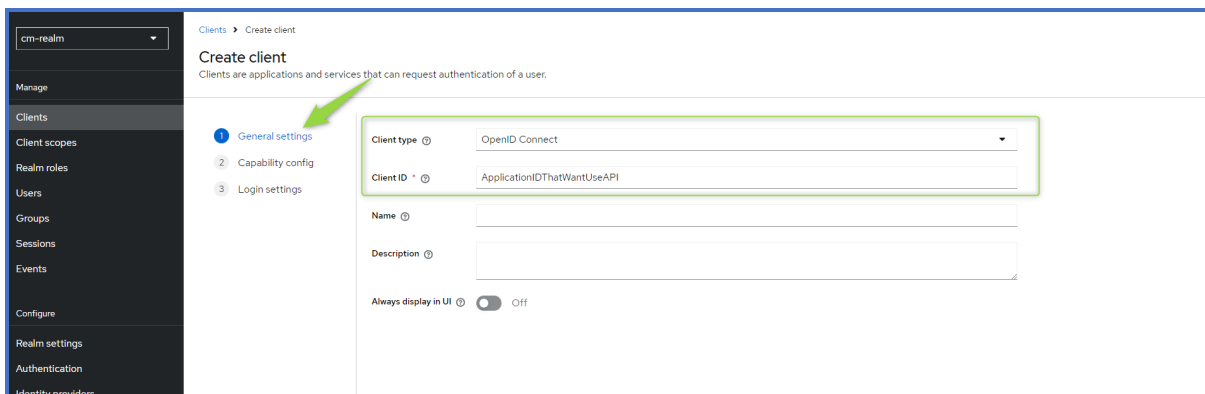 cm-realm
Manage
Clients
Client scopes
Realm roles
Users
Groups
Sessions
Events
Configure
Realm settings
Authentication
Identity providers
Clients > Create client
Create client
Clients are applications and services that can request authentication of a user.
1 General settings
2 Capability config
3 Login settings
Client type
OpenID Connect
Client ID *
ApplicationIDThatWantUseAPI
Name
Description
Always display in UI
Off